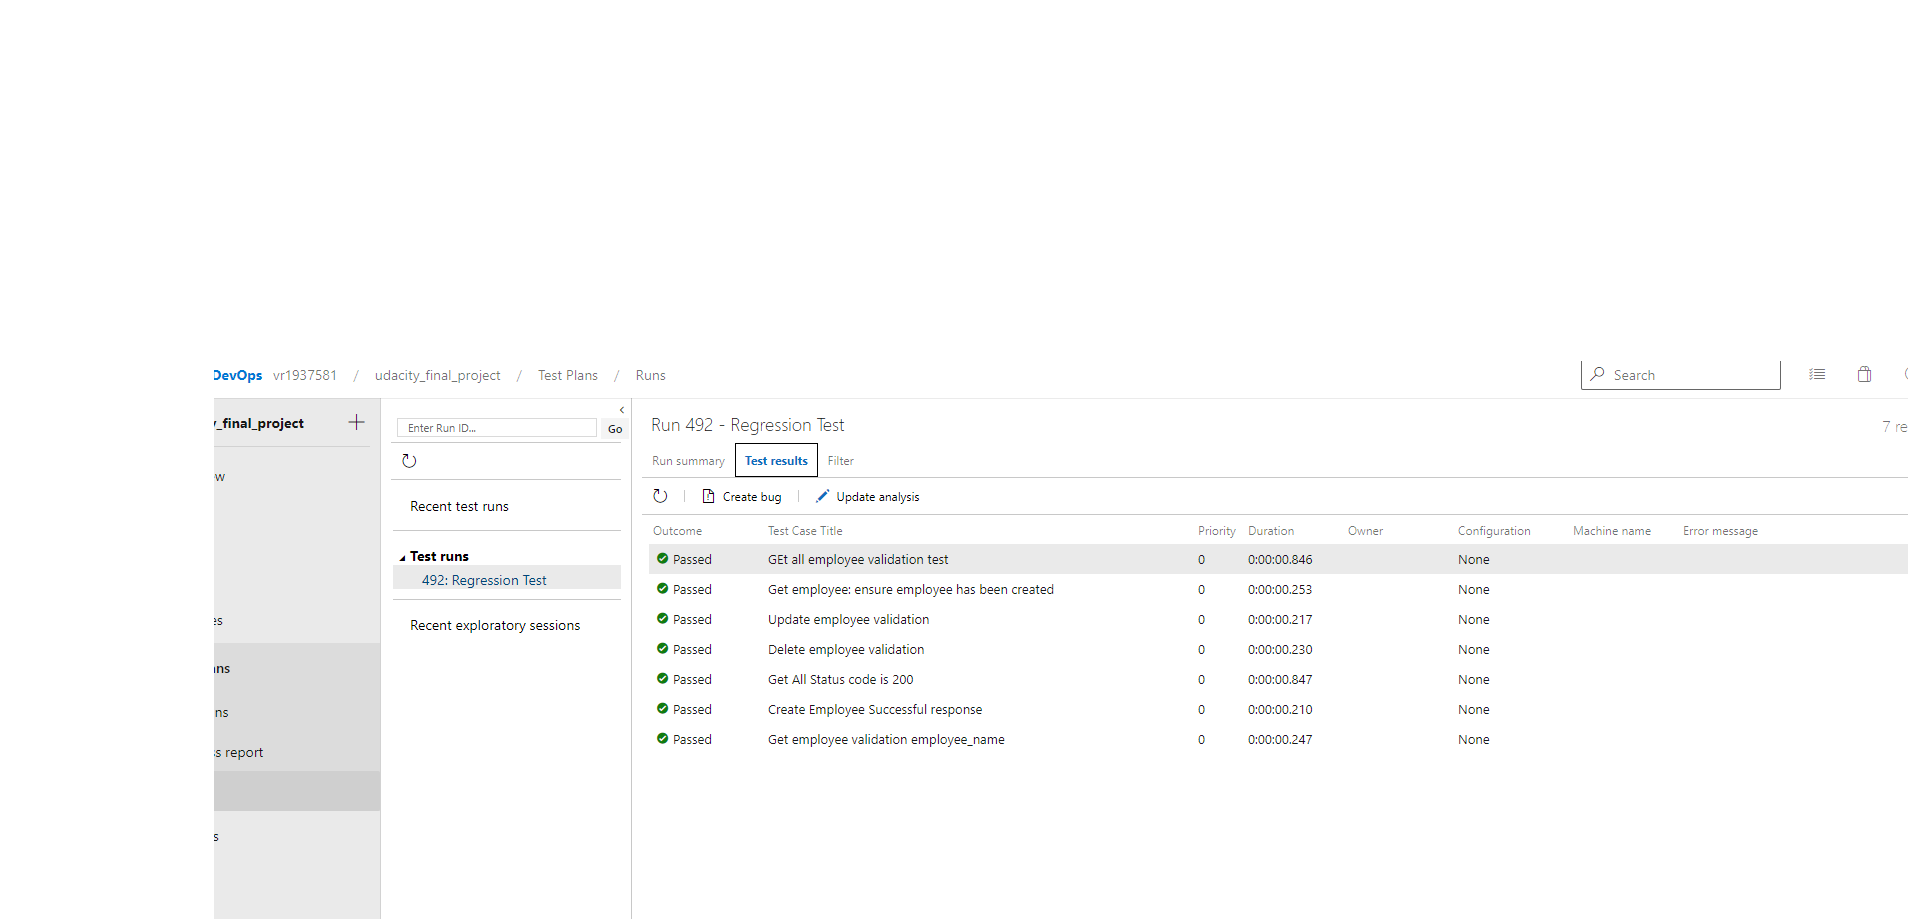 DevOps vr1937581 / udacity_final_project / Test Plans / Runs
Search
_final_project
Enter Run ID...
Go
Run 492 - Regression Test
7 re
Run summary Test results Filter
Create bug Update analysis
Recent test runs
Test runs
492: Regression Test
Recent exploratory sessions
w
es
ans
ns
ss report
s
Outcome Test Case Title Priority Duration Owner Configuration Machine name Error message
Passed GEt all employee validation test 0 0:00:00.846 None
Passed Get employee: ensure employee has been created 0 0:00:00.253 None
Passed Update employee validation 0 0:00:00.217 None
Passed Delete employee validation 0 0:00:00.230 None
Passed Get All Status code is 200 0 0:00:00.847 None
Passed Create Employee Successful response 0 0:00:00.210 None
Passed Get employee validation employee_name 0 0:00:00.247 None